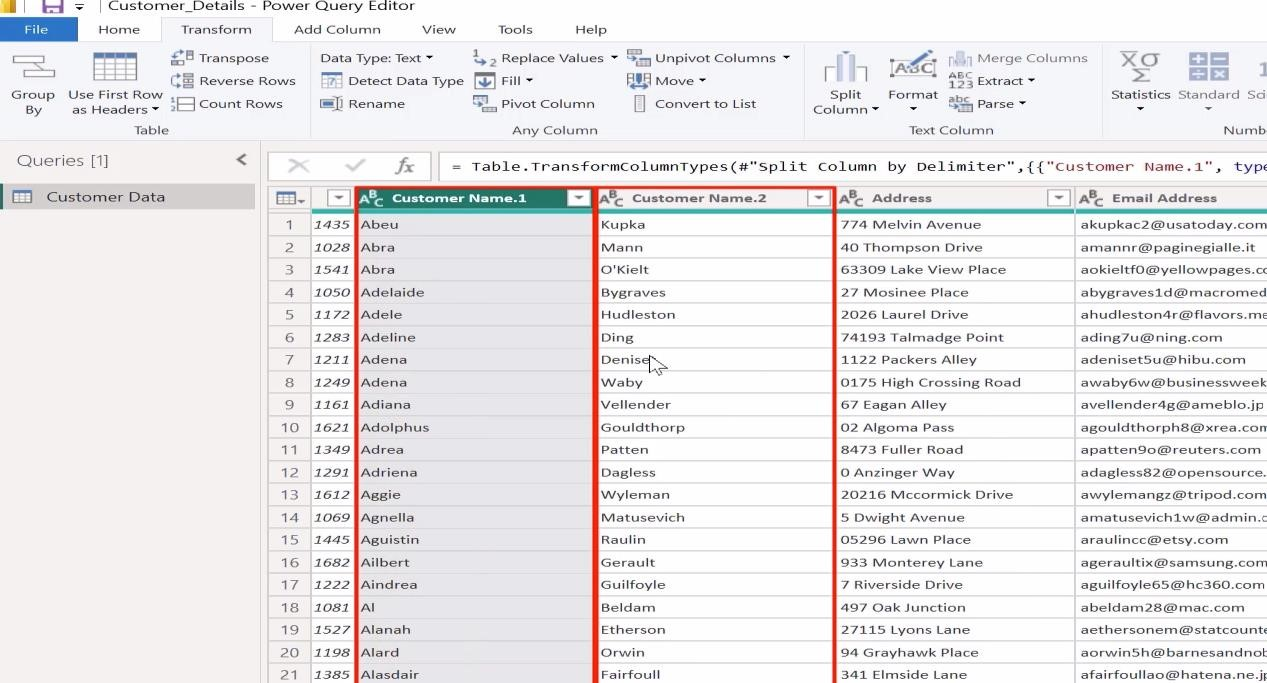 Customer_Details - Power Query Editor
File Home Transform Add Column View Tools Help
Group By
Use First Row as Headers
Transpose
Reverse Rows
Count Rows
Table
Data Type: Text
Detect Data Type
Rename
Replace Values
Fill
Pivot Column
Unpivot Columns
Move
Convert to List
Any Column
Split Column
Format
Merge Columns
Extract
Parse
Text Column
Statistics
Standard
Numb
Queries [1]
Customer Data
fx
= Table.TransformColumnTypes(#"Split Column by Delimiter",{{"Customer Name.1", type
Customer Name.1 Customer Name.2 Address Email Address
1 1435 Abeu Kupka 774 Melvin Avenue akupkac2@usatoday.com
2 1028 Abra Mann 40 Thompson Drive amannr@paginegialle.it
3 1541 Abra O'Kielt 63309 Lake View Place aokieltf0@yellowpages.co
4 1050 Adelaide Bygraves 27 Mosinee Place abygraves1d@macromed
5 1172 Adele Hudleston 2026 Laurel Drive ahudleston4r@flavors.me
6 1283 Adeline Ding 74193 Talmadge Point ading7u@ning.com
7 1211 Adena Denise 1122 Packers Alley adeniset5u@hibu.com
8 1249 Adena Waby 0175 High Crossing Road awaby6w@businessweek
9 1161 Adiana Vellender 67 Eagan Alley avellender4g@ameblo.jp
10 1621 Adolphus Gouldthorp 02 Algoma Pass agouldthorph8@xrea.com
11 1349 Adrea Patten 8473 Fuller Road apatten9o@reuters.com
12 1291 Adriena Dagless 0 Anzinger Way adagless82@opensource.
13 1612 Aggie Wyleman 20216 Mccormick Drive awylemangz@tripod.com
14 1069 Agnella Matusevich 5 Dwight Avenue amatusevich1w@admin.c
15 1445 Aguistin Raulin 05296 Lawn Place araulincc@etsy.com
16 1682 Ailbert Gerault 933 Monterey Lane ageraultix@samsung.com
17 1222 Aindrea Guilfoyle 7 Riverside Drive aguilfoyle65@hc360.com
18 1081 Al Beldam 497 Oak Junction abeldam28@mac.com
19 1527 Alanah Etherson 27115 Lyons Lane aethersonem@statcounte
20 1198 Alard Orwin 94 Grayhawk Place aorwin5h@barnesandnob
21 1385 Alasdair Fairfoull 341 Elmside Lane afairfoullao@hatena.ne.jp